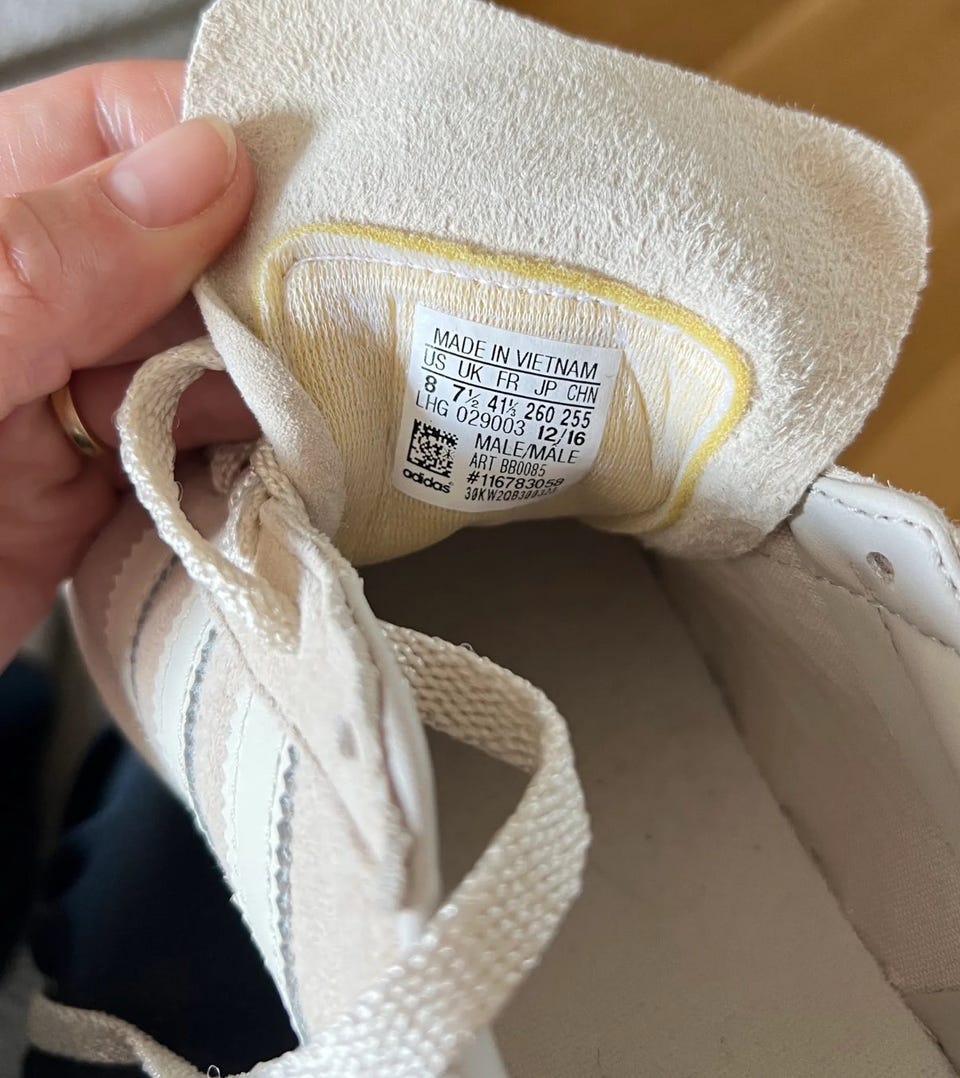 MADE IN VIETNAM
US UK FR JP CHN
8 7½ 41⅓ 260 255
LHG 029003 12/16
MALE/MÂLE
ART BB0085
#116783058
adidas